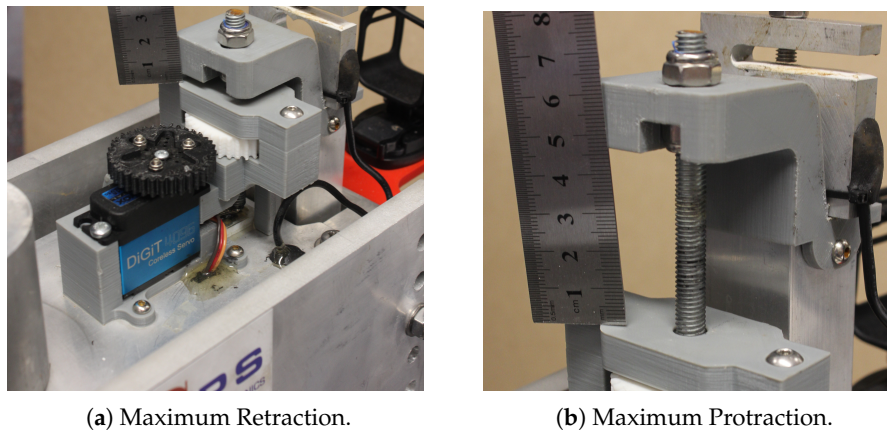 3
2
1
DiGiT
Coreless Servo
8
7
6
5
4
3
2
1
cm
(a) Maximum Retraction.
(b) Maximum Protraction.